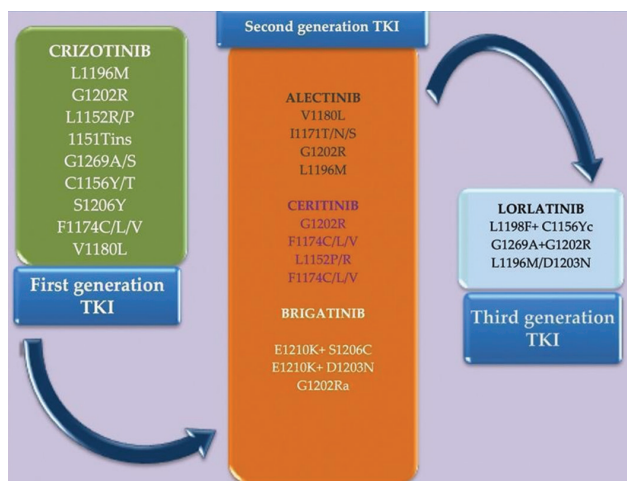 CRIZOTINIB
L1196M
G1202R
L1152R/P
1151Tins
G1269A/S
C1156Y/T
S1206Y
F1174C/L/V
V1180L
First generation
TKI
Second generation TKI
ALECTINIB
V1180L
I1171T/N/S
G1202R
L1196M
CERITINIB
G1202R
F1174C/L/V
L1152P/R
F1174C/L/V
BRIGATINIB
E1210K+ S1206C
E1210K+ D1203N
G1202Ra
LORLATINIB
L1198F+ C1156Yc
G1269A+G1202R
L1196M/D1203N
Third generation
TKI